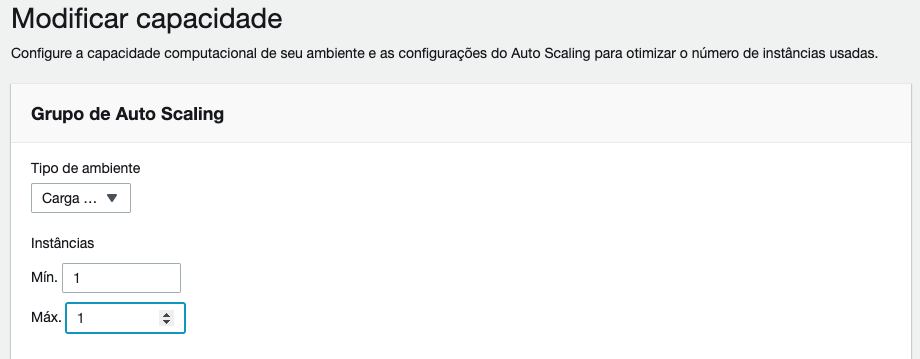 Modificar capacidade
Configure a capacidade computacional de seu ambiente e as configurações do Auto Scaling para otimizar o número de instâncias usadas.
Grupo de Auto Scaling
Tipo de ambiente
Carga ...
Instâncias
Mín. 1
Máx. 1